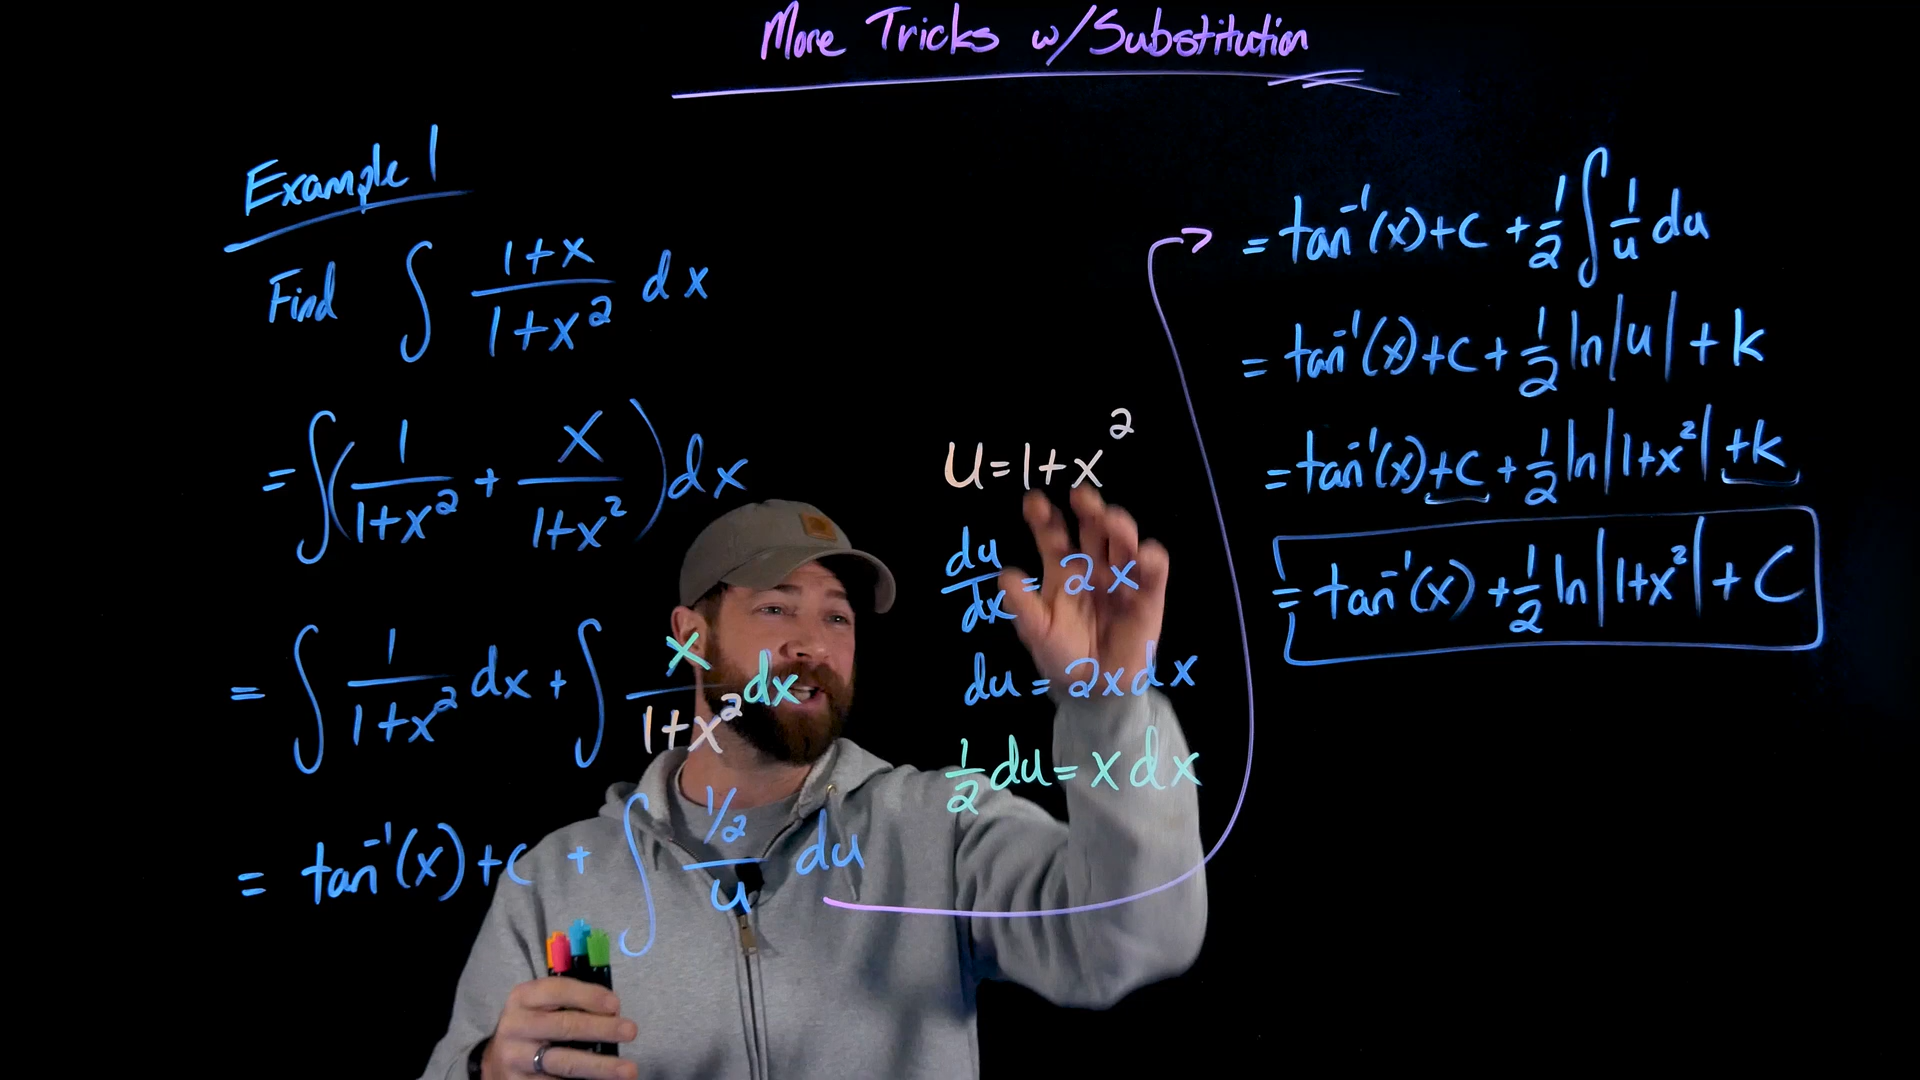 More Tricks w/Substitution
Example 1
Find ∫ (1+x)/(1+x²) dx
= ∫(1/(1+x²) + x/(1+x²))dx
= ∫ 1/(1+x²) dx + ∫ x/(1+x²) dx
= tan⁻¹(x)+c + ∫ (1/2)/u du
u=1+x²
du/dx = 2x
du = 2xdx
1/2 du = x dx
= tan⁻¹(x)+c + 1/2 ∫ 1/u du
= tan⁻¹(x)+c + 1/2 ln|u| + k
= tan⁻¹(x)+c + 1/2 ln|1+x²| +k
= tan⁻¹(x) + 1/2 ln|1+x²| + C